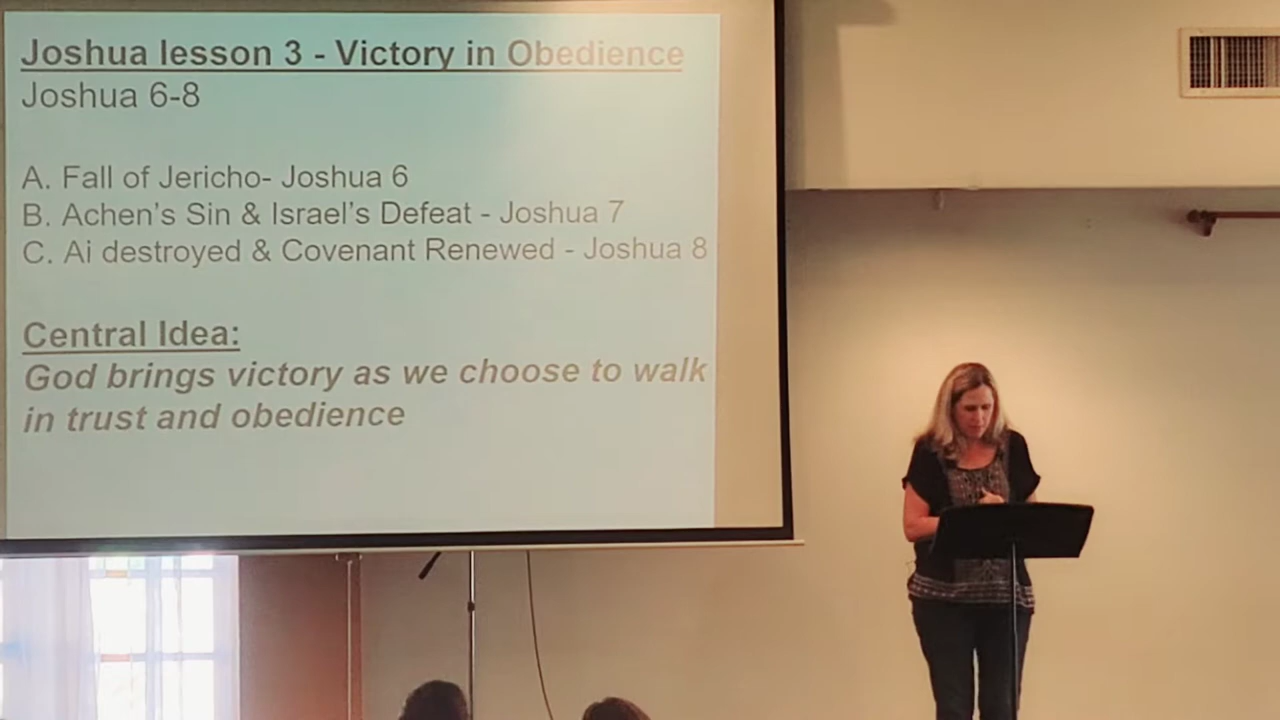 Joshua lesson 3 - Victory in Obedience
Joshua 6-8
A. Fall of Jericho- Joshua 6
B. Achen's Sin & Israel's Defeat - Joshua 7
C. Ai destroyed & Covenant Renewed - Joshua 8
Central Idea:
God brings victory as we choose to walk
in trust and obedience